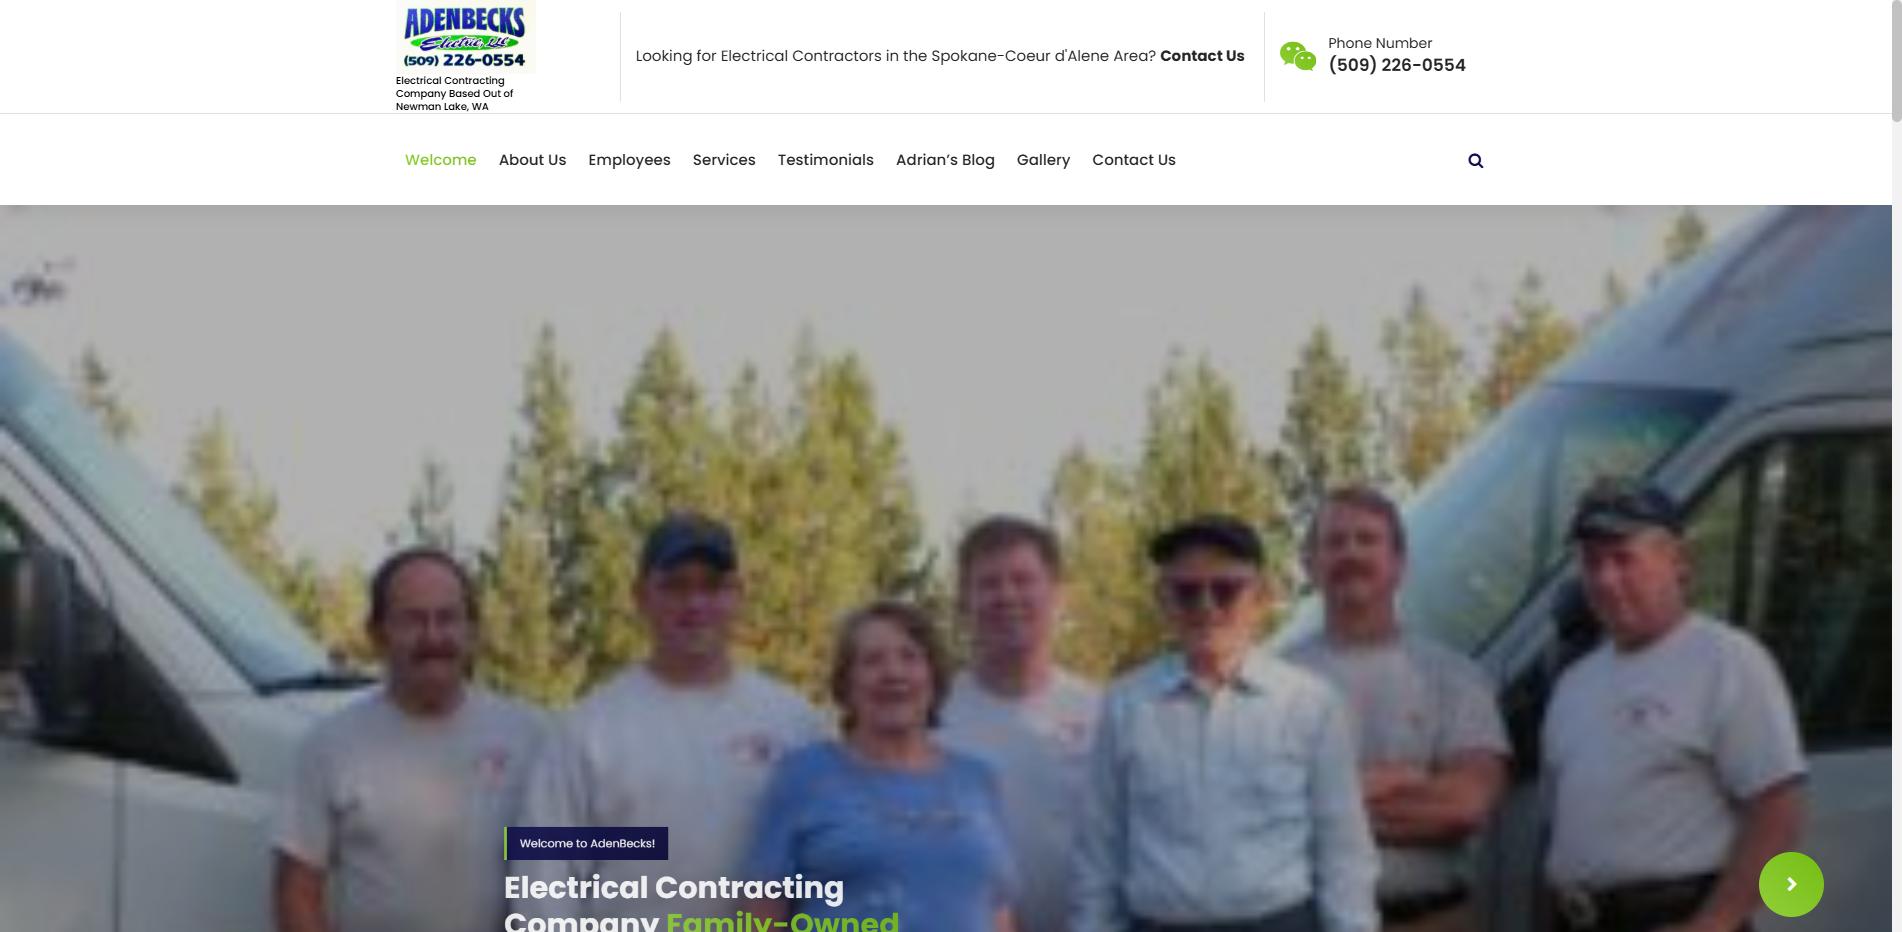 ADENBECKS
Electric, LLC
(509) 226-0554
Electrical Contracting
Company Based Out of
Newman Lake, WA
Looking for Electrical Contractors in the Spokane-Coeur d'Alene Area? Contact Us
Phone Number
(509) 226-0554
Welcome About Us Employees Services Testimonials Adrian’s Blog Gallery Contact Us
Welcome to AdenBecks!
Electrical Contracting
Company Family-Owned